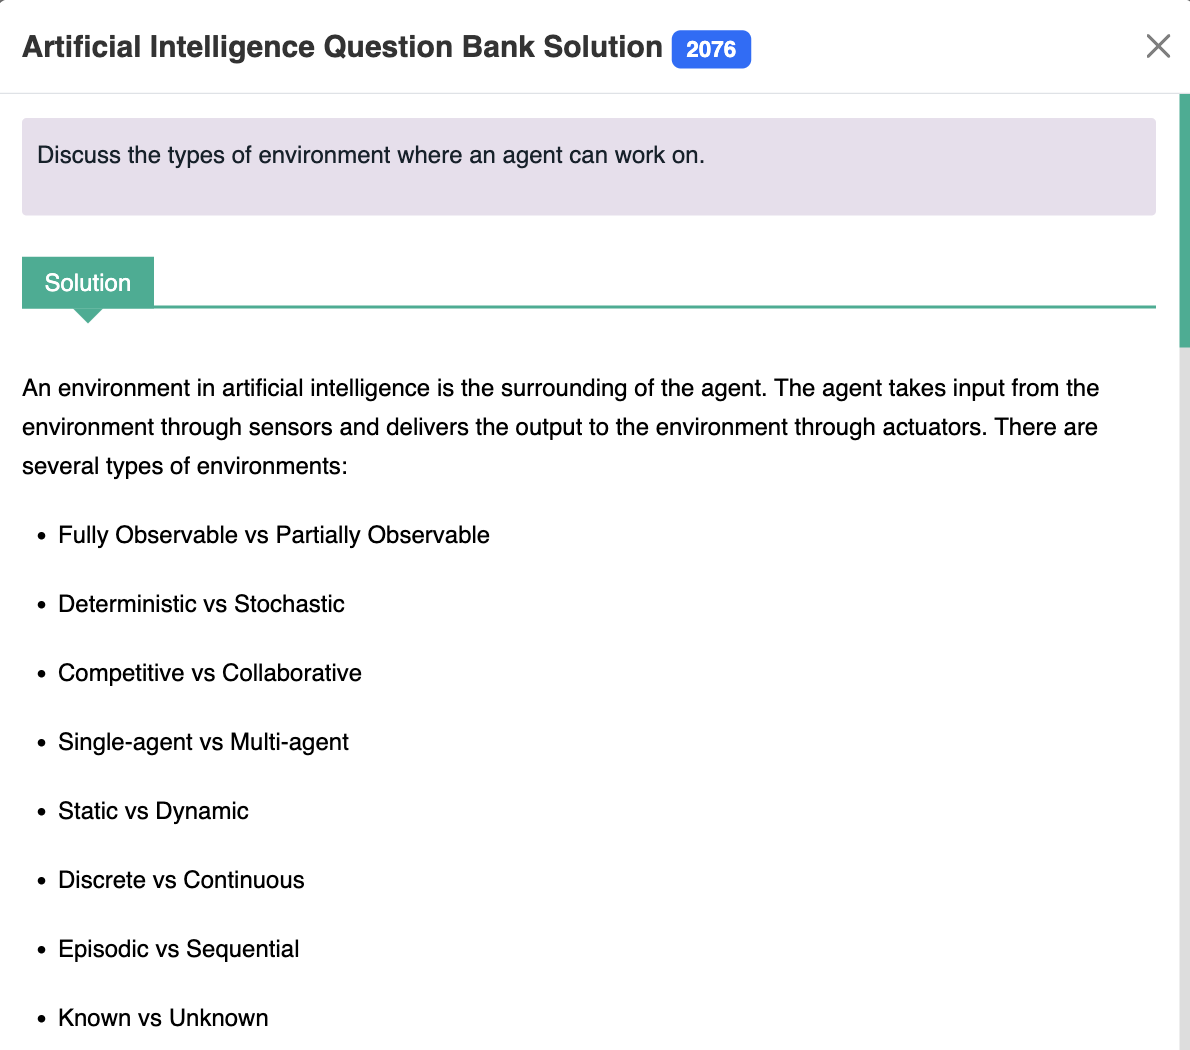 Artificial Intelligence Question Bank Solution 2076
Discuss the types of environment where an agent can work on.
Solution
An environment in artificial intelligence is the surrounding of the agent. The agent takes input from the
environment through sensors and delivers the output to the environment through actuators. There are
several types of environments:
• Fully Observable vs Partially Observable
• Deterministic vs Stochastic
• Competitive vs Collaborative
• Single-agent vs Multi-agent
• Static vs Dynamic
• Discrete vs Continuous
• Episodic vs Sequential
• Known vs Unknown